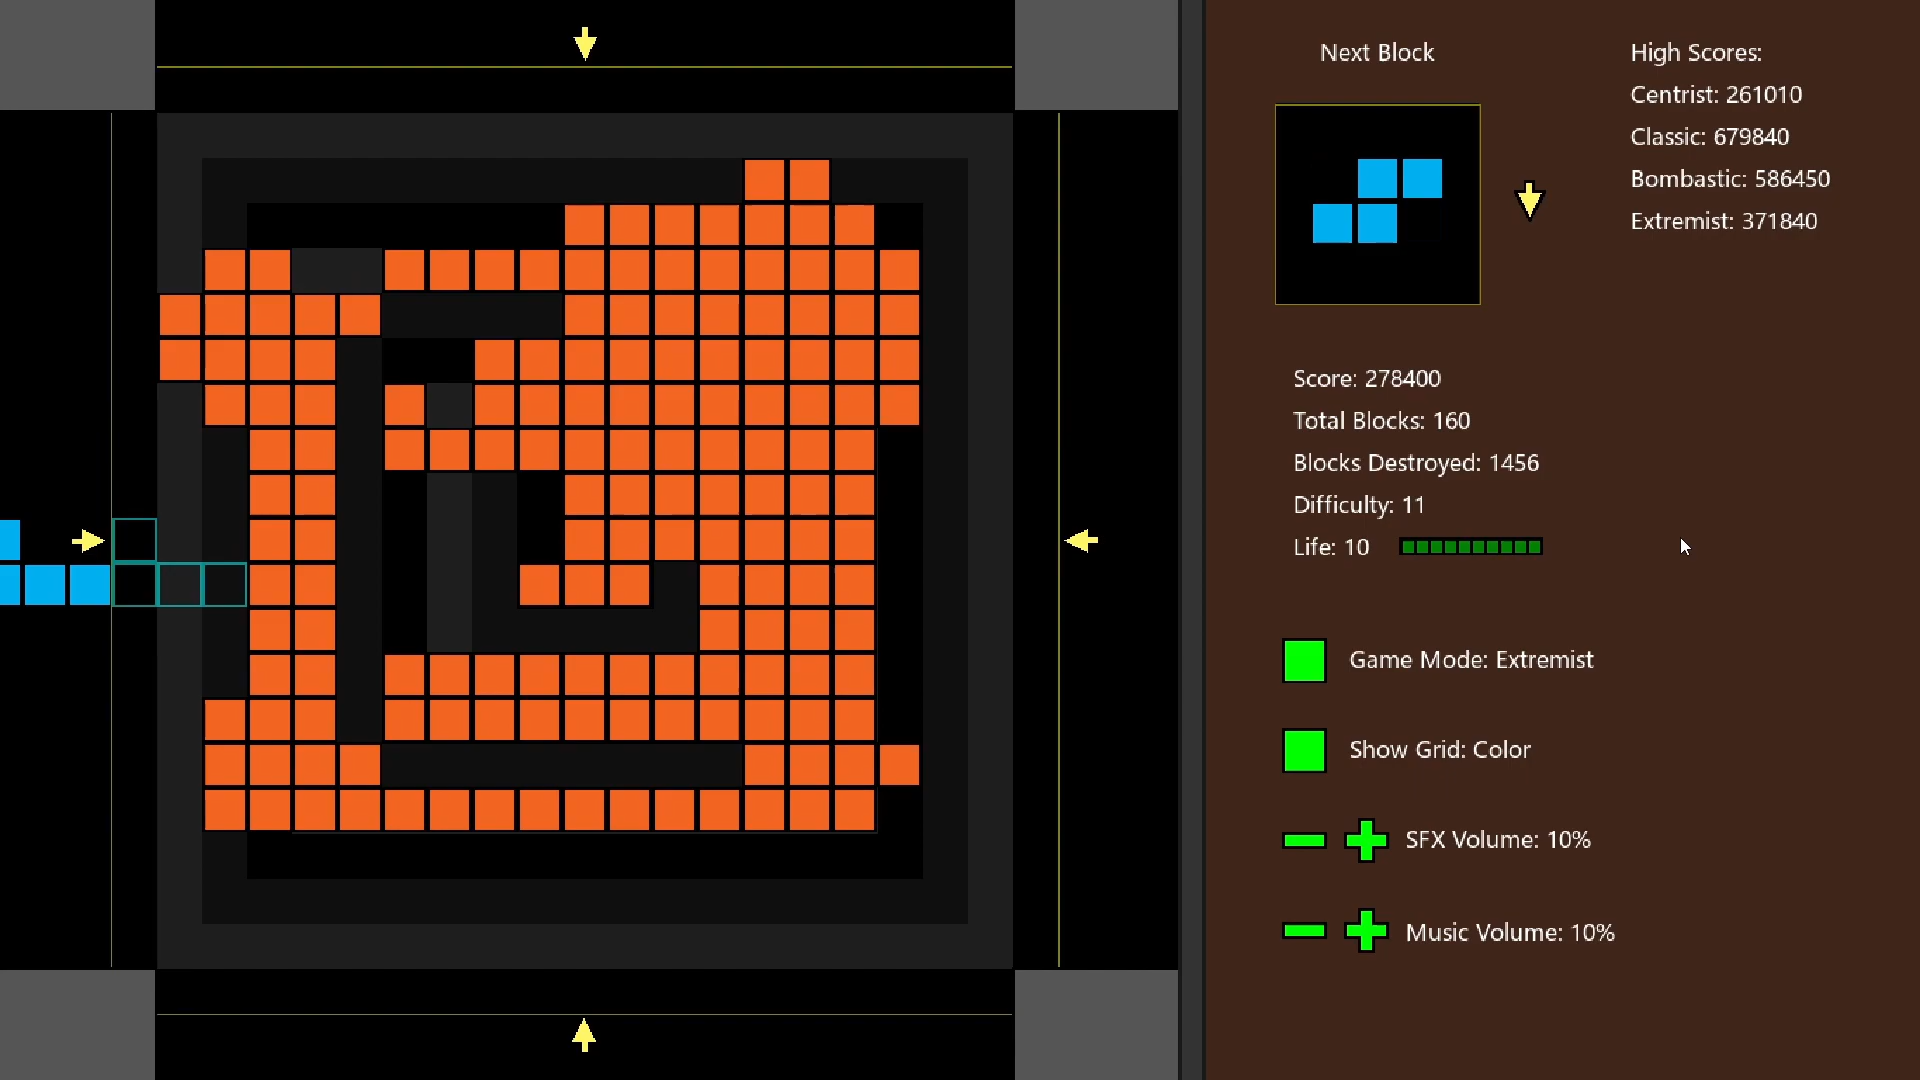 Next Block
High Scores:
Centrist: 261010
Classic: 679840
Bombastic: 586450
Extremist: 371840
Score: 278400
Total Blocks: 160
Blocks Destroyed: 1456
Difficulty: 11
Life: 10
Game Mode: Extremist
Show Grid: Color
SFX Volume: 10%
Music Volume: 10%